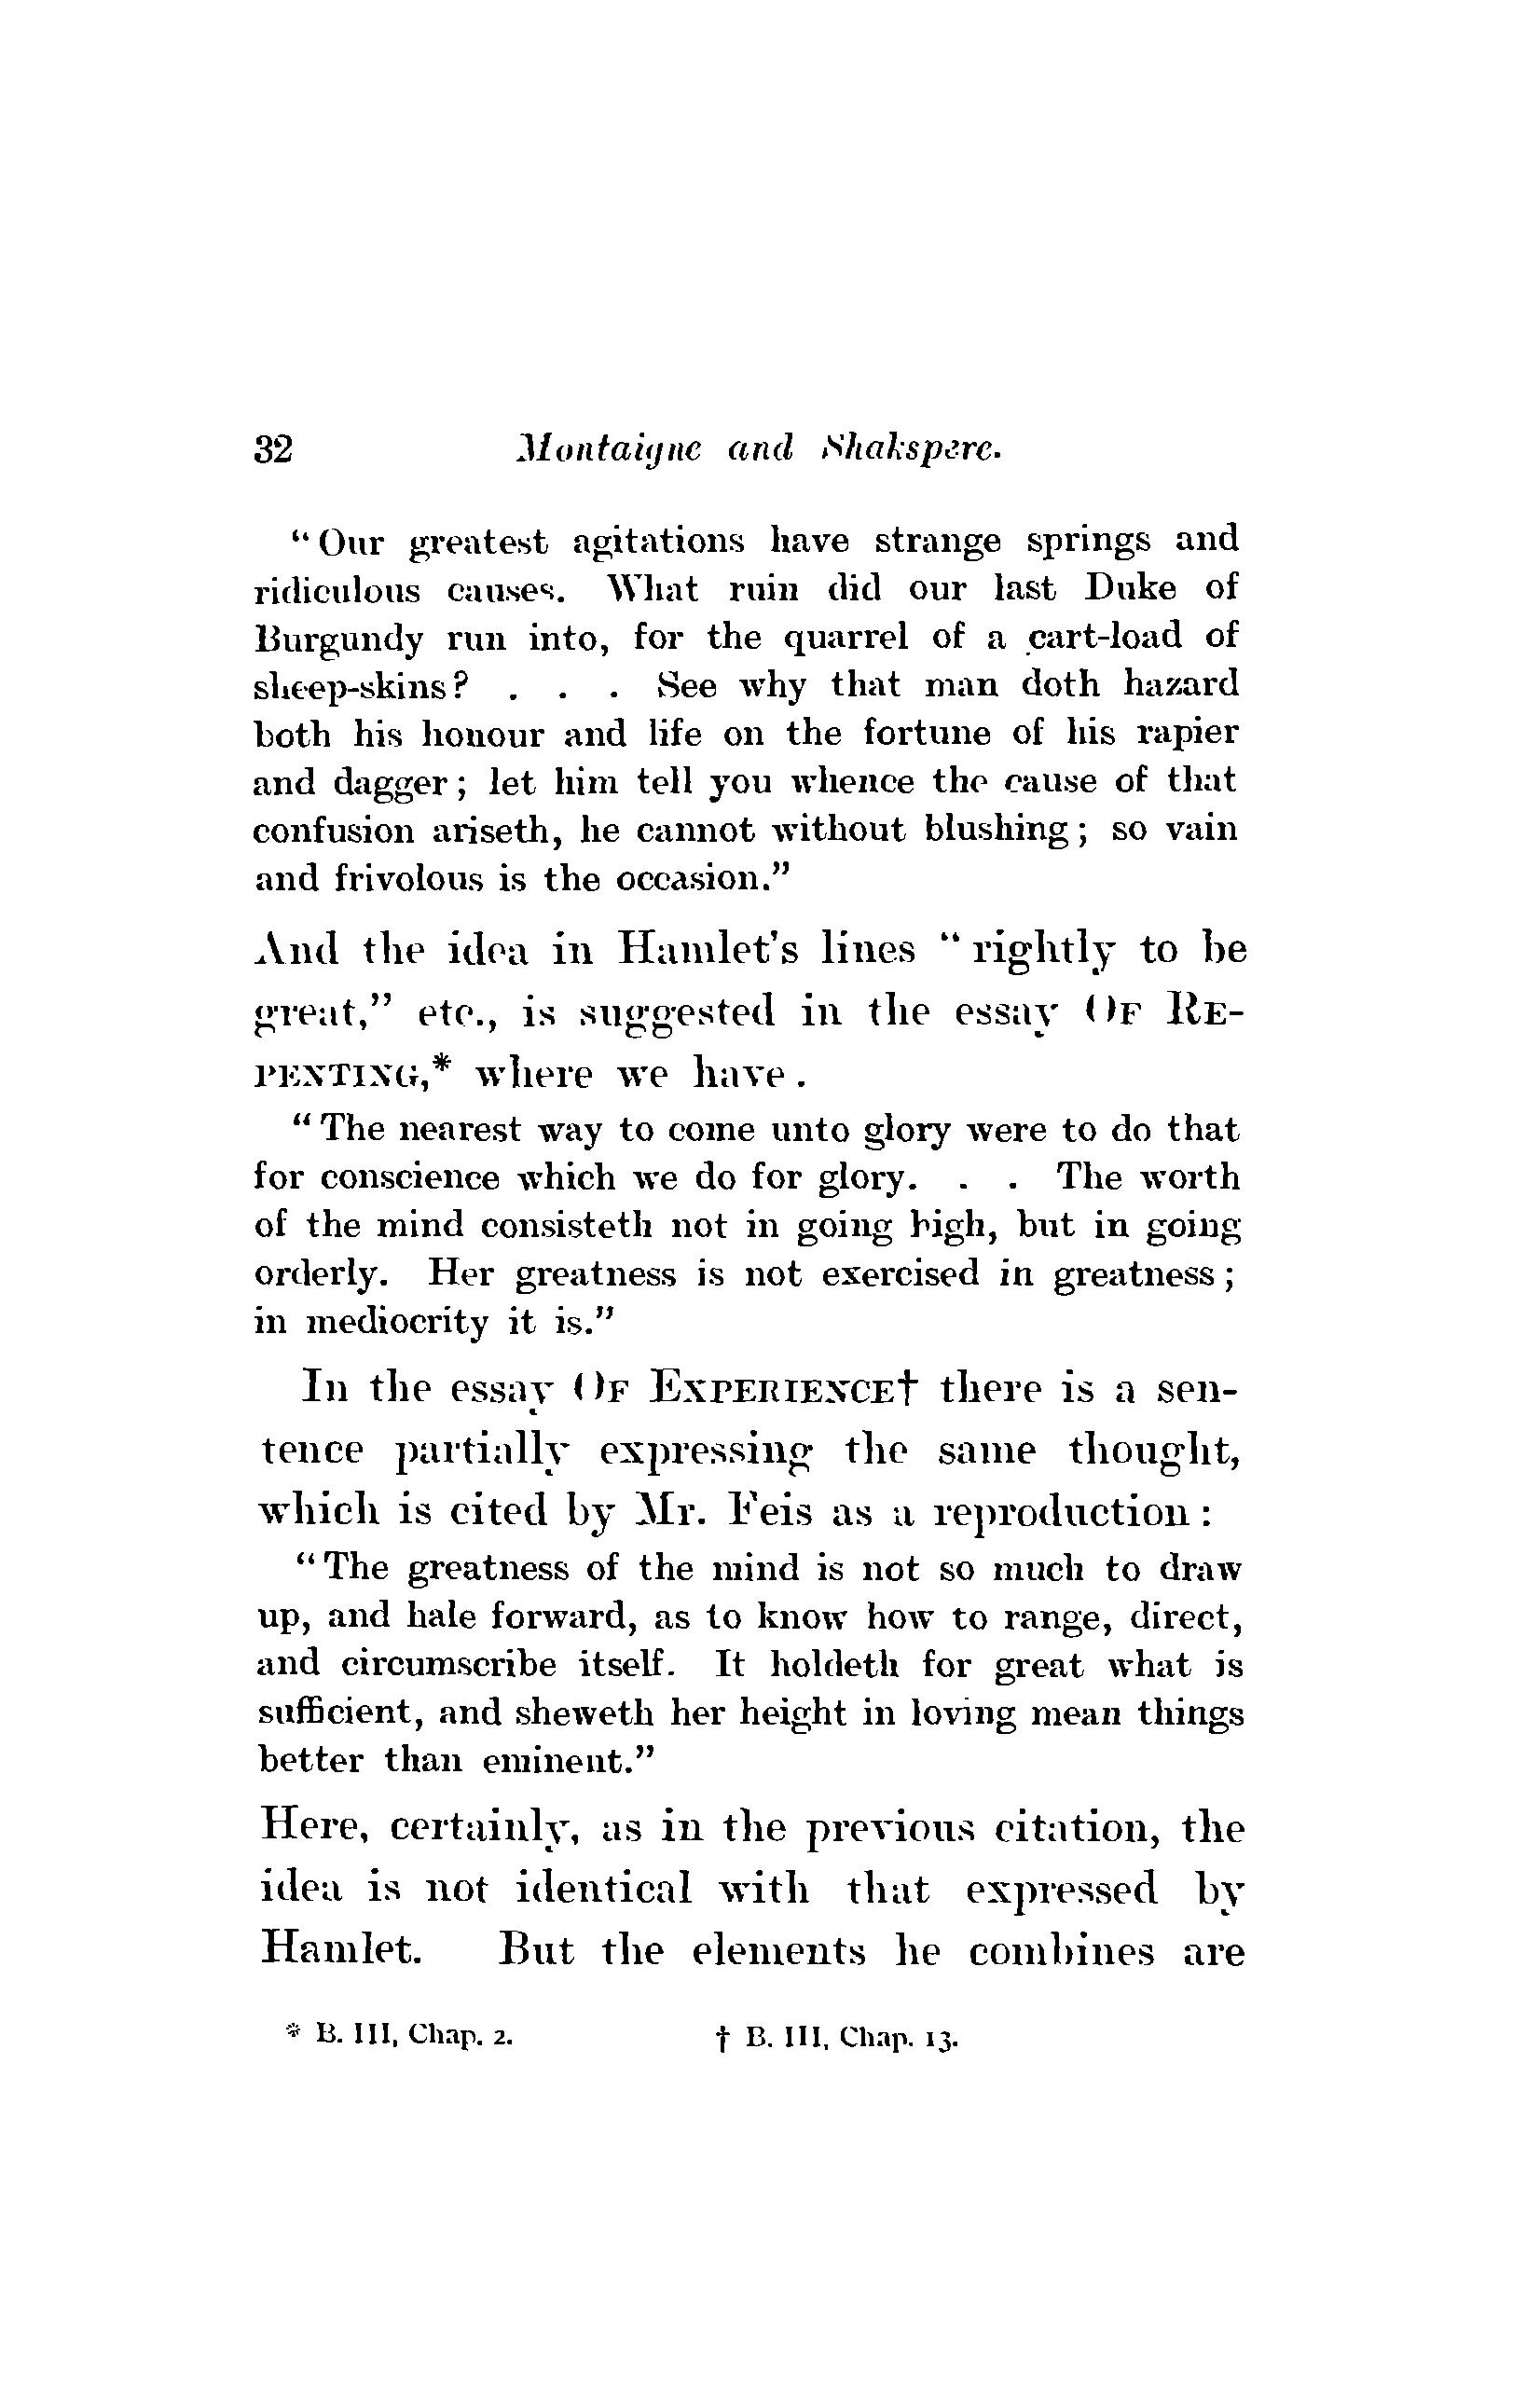 32 Montaigne and Shakspere.
“Our greatest agitations have strange springs and
ridiculous causes. What ruin did our last Duke of
Burgundy run into, for the quarrel of a cart-load of
sheep-skins? . . . See why that man doth hazard
both his honour and life on the fortune of his rapier
and dagger; let him tell you whence the cause of that
confusion ariseth, he cannot without blushing; so vain
and frivolous is the occasion.”
And the idea in Hamlet's lines “rightly to be
great,” etc., is suggested in the essay OF RE-
PENTING,* where we have.
“The nearest way to come unto glory were to do that
for conscience which we do for glory. . . The worth
of the mind consisteth not in going high, but in going
orderly. Her greatness is not exercised in greatness;
in mediocrity it is.”
In the essay OF EXPERIENCE† there is a sen-
tence partially expressing the same thought,
which is cited by Mr. Feis as a reproduction:
“The greatness of the mind is not so much to draw
up, and hale forward, as to know how to range, direct,
and circumscribe itself. It holdeth for great what is
sufficient, and sheweth her height in loving mean things
better than eminent.”
Here, certainly, as in the previous citation, the
idea is not identical with that expressed by
Hamlet. But the elements he combines are
* B. III, Chap. 2. † B. III, Chap. 13.